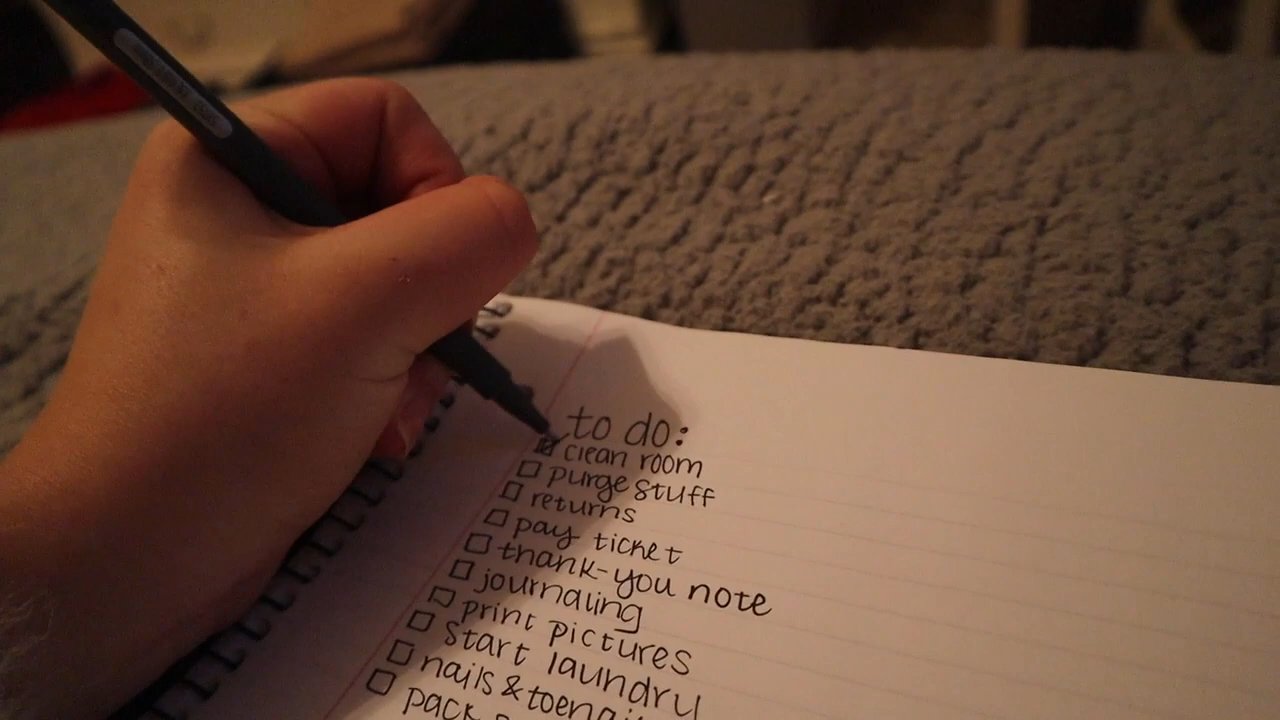 to do:
clean room
purge stuff
returns
pay ticket
thank-you note
journaling
print pictures
start laundry
nails & toenai
pack